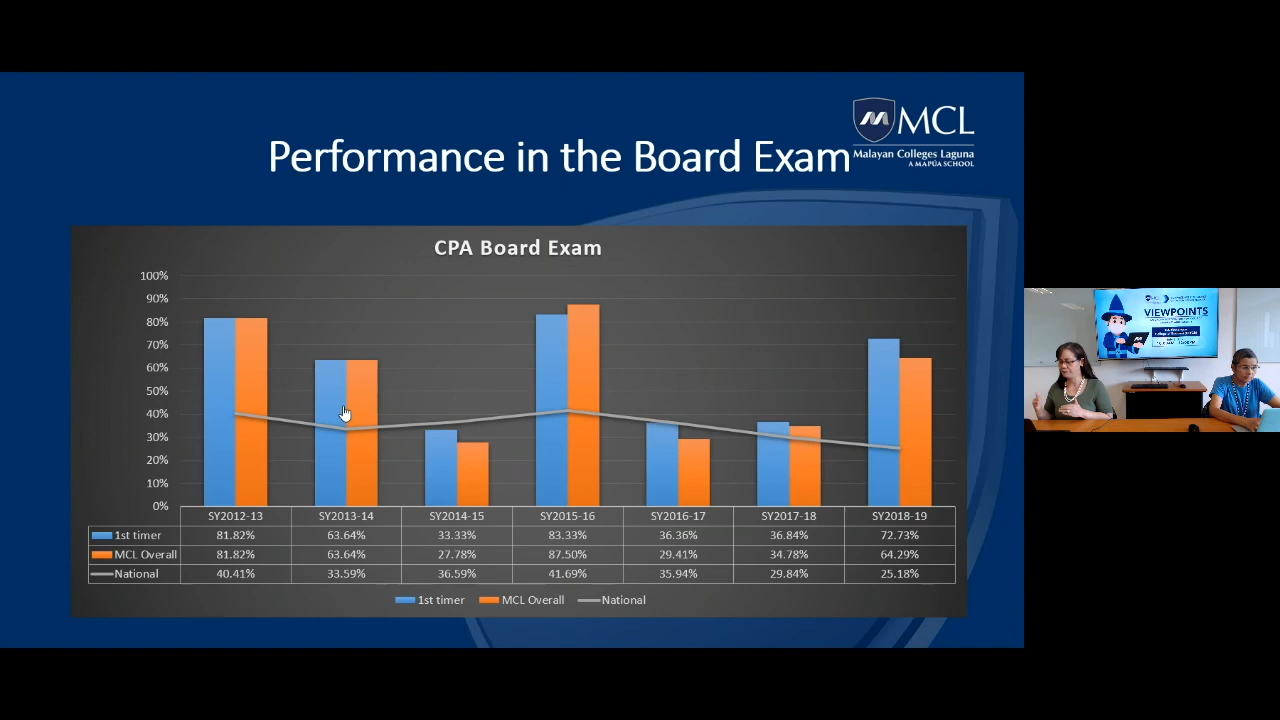 MCL
Malayan Colleges Laguna
A MAPÚA SCHOOL
Performance in the Board Exam
CPA Board Exam
100%
90%
80%
70%
60%
50%
40%
30%
20%
10%
0%
SY2012-13 SY2013-14 SY2014-15 SY2015-16 SY2016-17 SY2017-18 SY2018-19
1st timer 81.82% 63.64% 33.33% 83.33% 36.36% 36.84% 72.73%
MCL Overall 81.82% 63.64% 27.78% 87.50% 29.41% 34.78% 64.29%
National 40.41% 33.59% 36.59% 41.69% 35.94% 29.84% 25.18%
1st timer MCL Overall National
MCL
VIEWPOINTS